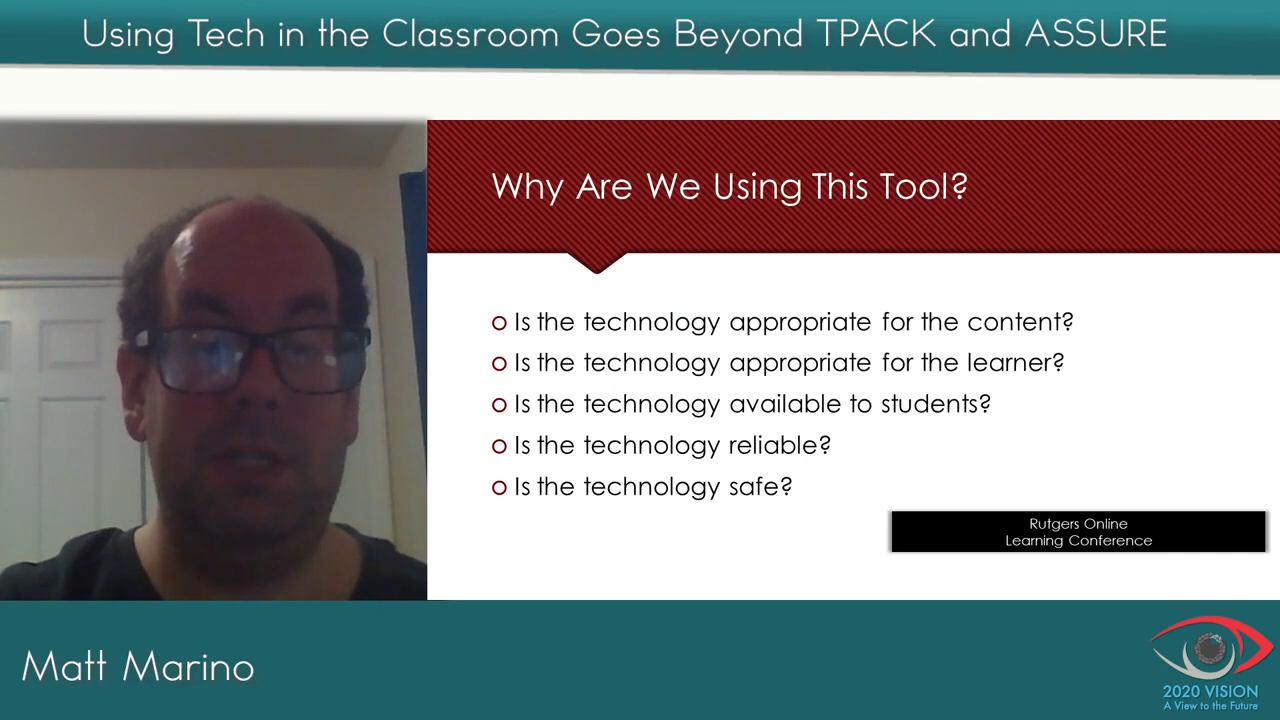 Using Tech in the Classroom Goes Beyond TPACK and ASSURE
Why Are We Using This Tool?
Is the technology appropriate for the content?
Is the technology appropriate for the learner?
Is the technology available to students?
Is the technology reliable?
Is the technology safe?
Rutgers Online
Learning Conference
Matt Marino
2020 VISION
A View to the Future